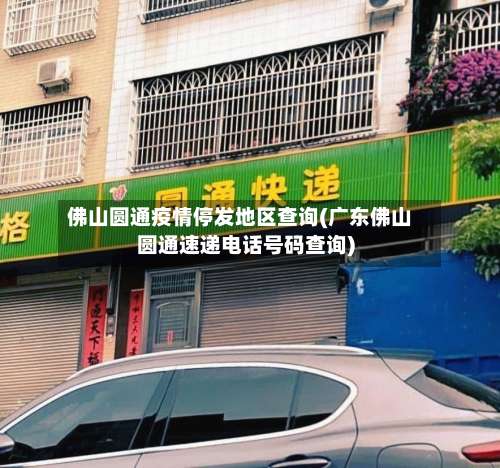 圆通快递
格
佛山圆通疫情停发地区查询(广东佛山
圆通速递电话号码查询)